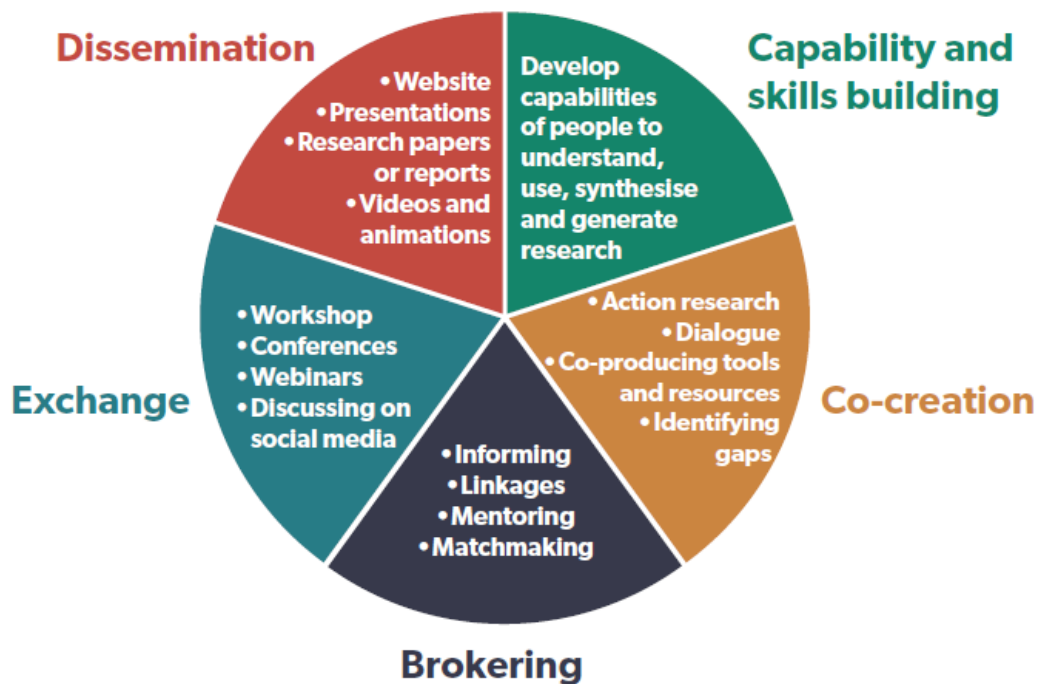 Dissemination
• Website
• Presentations
• Research papers
or reports
• Videos and
animations
Capability and
skills building
Develop
capabilities
of people to
understand,
use, synthesise
and generate
research
Exchange
• Workshop
• Conferences
• Webinars
• Discussing on
social media
• Action research
• Dialogue
• Co-producing tools
and resources
• Identifying
gaps
Co-creation
• Informing
• Linkages
• Mentoring
• Matchmaking
Brokering